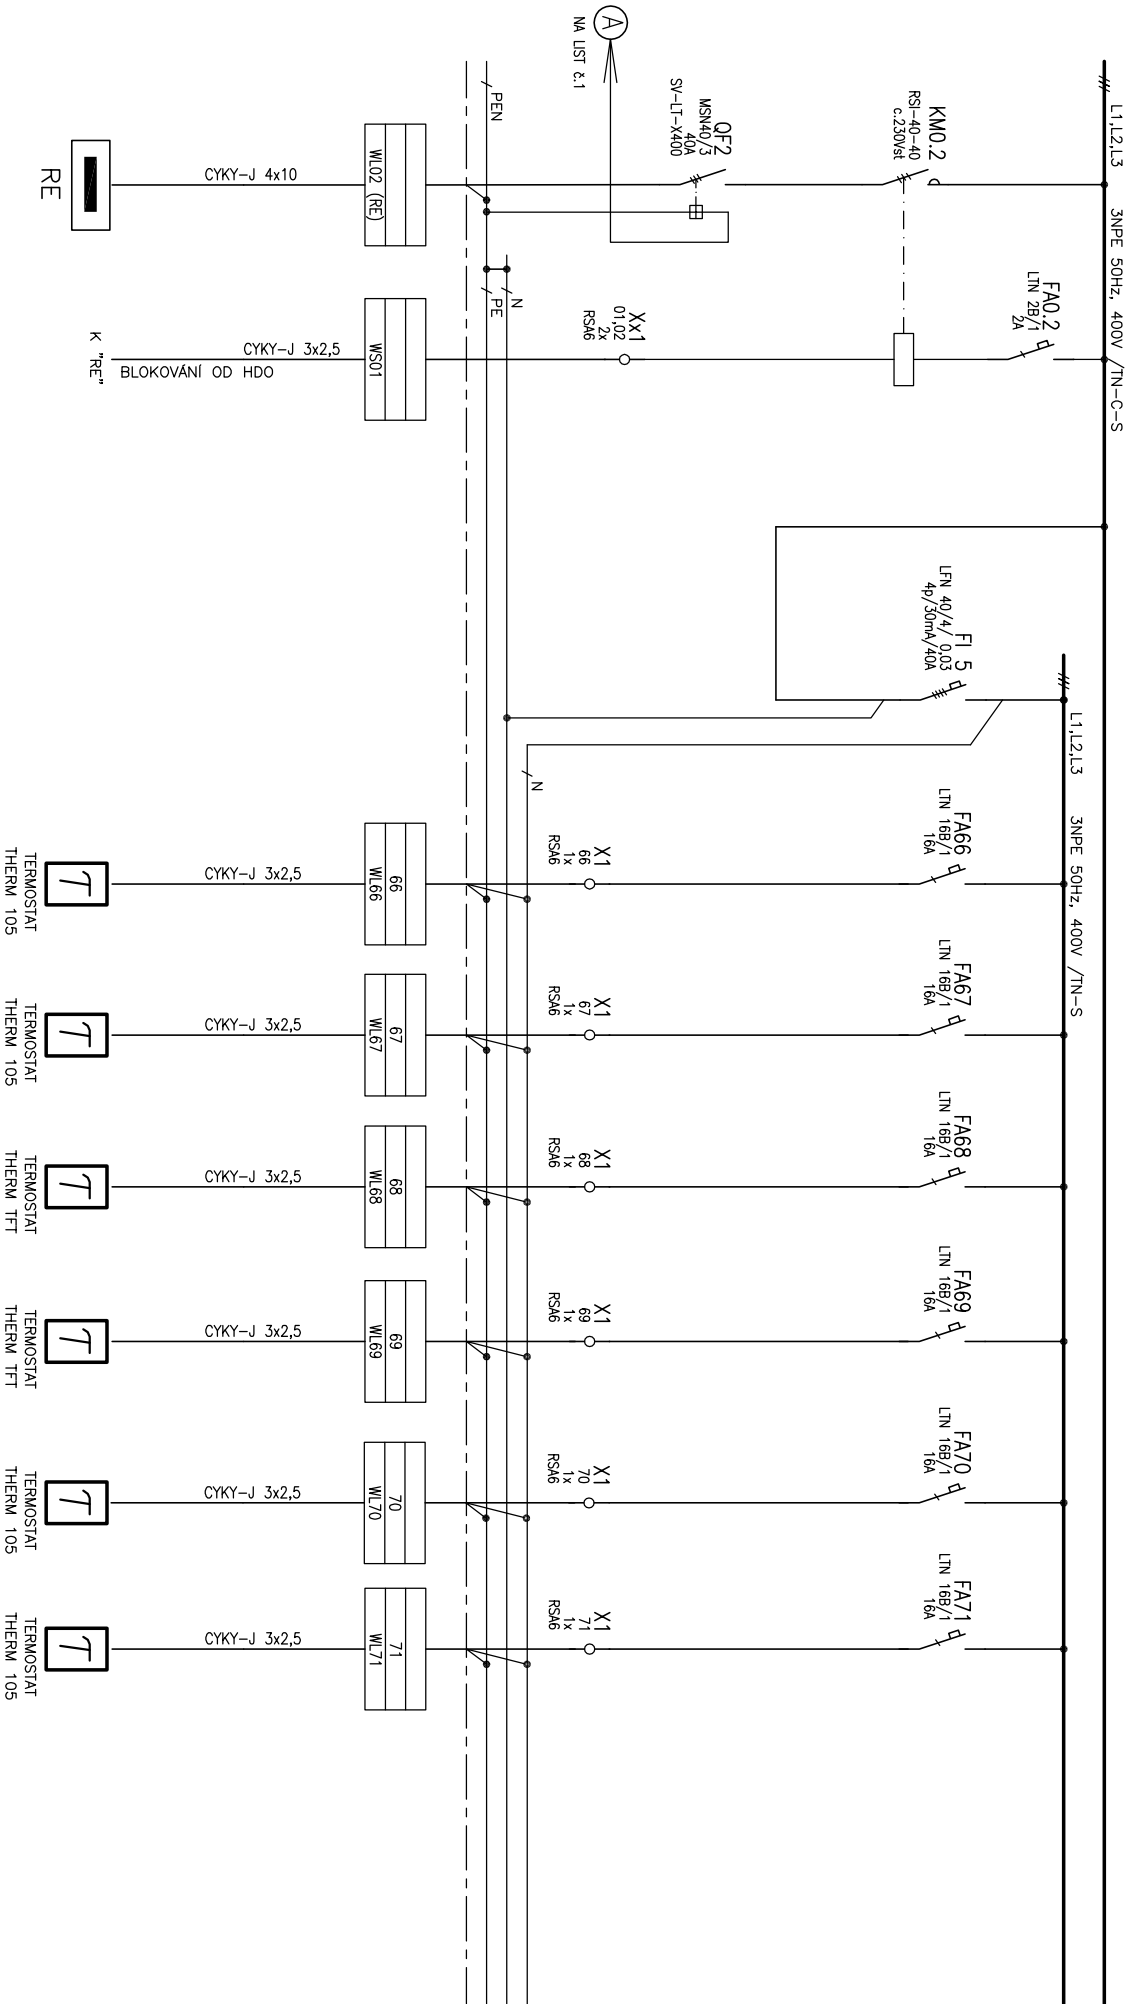 L1,L2,L3 3NPE 50Hz, 400V /TN-C-S
KM0.2
RSI-40-40
c.230Vst
QF2
MSN40/3
40A
SV-LT-X400
A
NA LIST č.1
PEN
WL02 (RE)
CYKY-J 4x10
RE
FA0.2
LTN 2B/1
2A
Xx1
01,02
2x
RSA6
N
PE
WS01
CYKY-J 3x2,5
BLOKOVÁNÍ OD HDO
K "RE"
FI 5
LFN 40/4/ 0,03
4p/30mA/40A
L1,L2,L3 3NPE 50Hz, 400V /TN-S
N
FA66
LTN 16B/1
16A
X1
66
1x
RSA6
66
WL66
CYKY-J 3x2,5
T
TERMOSTAT
THERM 105
FA67
LTN 16B/1
16A
X1
67
1x
RSA6
67
WL67
CYKY-J 3x2,5
T
TERMOSTAT
THERM 105
FA68
LTN 16B/1
16A
X1
68
1x
RSA6
68
WL68
CYKY-J 3x2,5
T
TERMOSTAT
THERM TFT
FA69
LTN 16B/1
16A
X1
69
1x
RSA6
69
WL69
CYKY-J 3x2,5
T
TERMOSTAT
THERM TFT
FA70
LTN 16B/1
16A
X1
70
1x
RSA6
70
WL70
CYKY-J 3x2,5
T
TERMOSTAT
THERM 105
FA71
LTN 16B/1
16A
X1
71
1x
RSA6
71
WL71
CYKY-J 3x2,5
T
TERMOSTAT
THERM 105